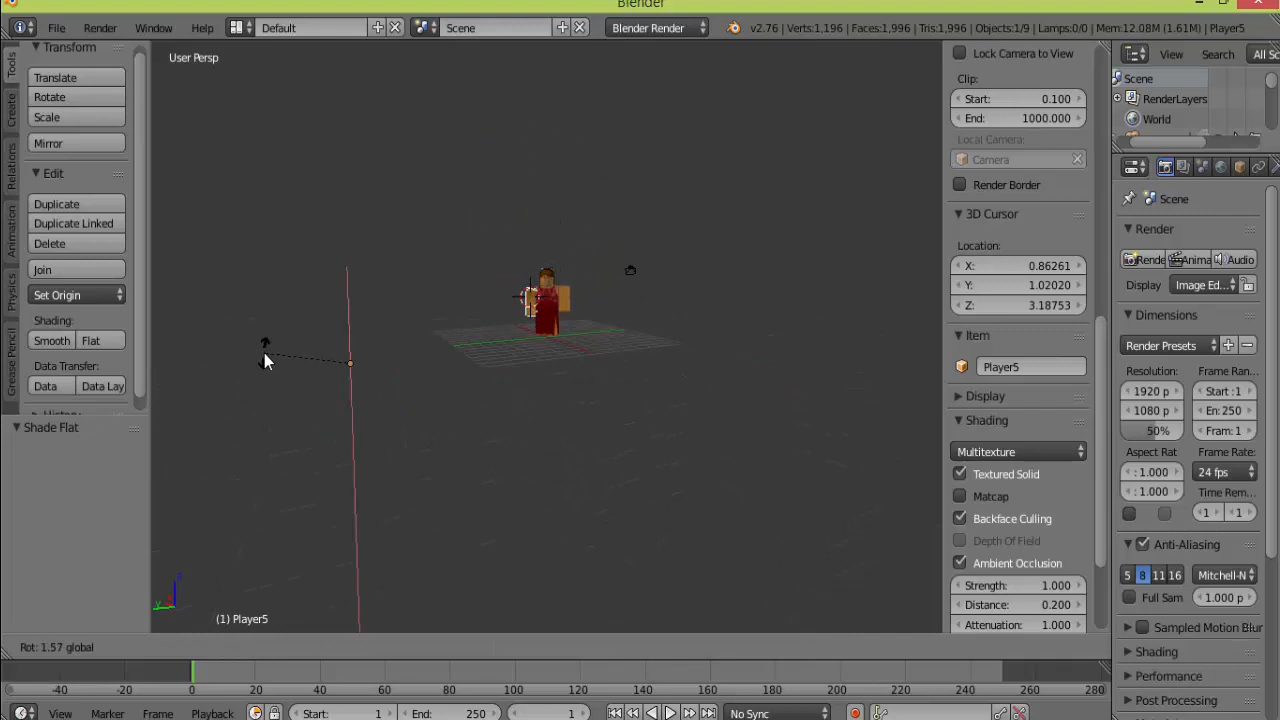 Blender
File Render Window Help Default Scene Blender Render v2.76 | Verts:1,196 | Faces:1,996 | Tris:1,996 | Objects:1/9 | Lamps:0/0 | Mem:12.08M (1.61M) | Player5
Tools
Create
Relations
Animation
Physics
Grease Pencil
Transform
Translate
Rotate
Scale
Mirror
Edit
Duplicate
Duplicate Linked
Delete
Join
Set Origin
Shading:
Smooth Flat
Data Transfer:
Data Data Lay
Shade Flat
User Persp
(1) Player5
Rot: 1.57 global
Lock Camera to View
Clip:
Start: 0.100
End: 1000.000
Local Camera:
Camera
Render Border
3D Cursor
Location:
X: 0.86261
Y: 1.02020
Z: 3.18753
Item
Player5
Display
Shading
Multitexture
Textured Solid
Matcap
Backface Culling
Depth Of Field
Ambient Occlusion
Strength: 1.000
Distance: 0.200
Attenuation: 1.000
View Search All Sc
Scene
RenderLayers
World
Scene
Render
Rende Anima Audio
Display Image Ed...
Dimensions
Render Presets
Resolution: Frame Ran...
1920 p Start :1
1080 p En: 250
50% Fram: 1
Aspect Rat Frame Rate:
: 1.000 24 fps
: 1.000 Time Rem...
1 1
Anti-Aliasing
5 8 11 16 Mitchell-N
Full Sam 1.000 p
Sampled Motion Blur
Shading
Performance
Post Processing
-40 -20 0 20 40 60 80 100 120 140 160 180 200 220 240 260 280
View Marker Frame Playback Start: 1 End: 250 1 No Sync